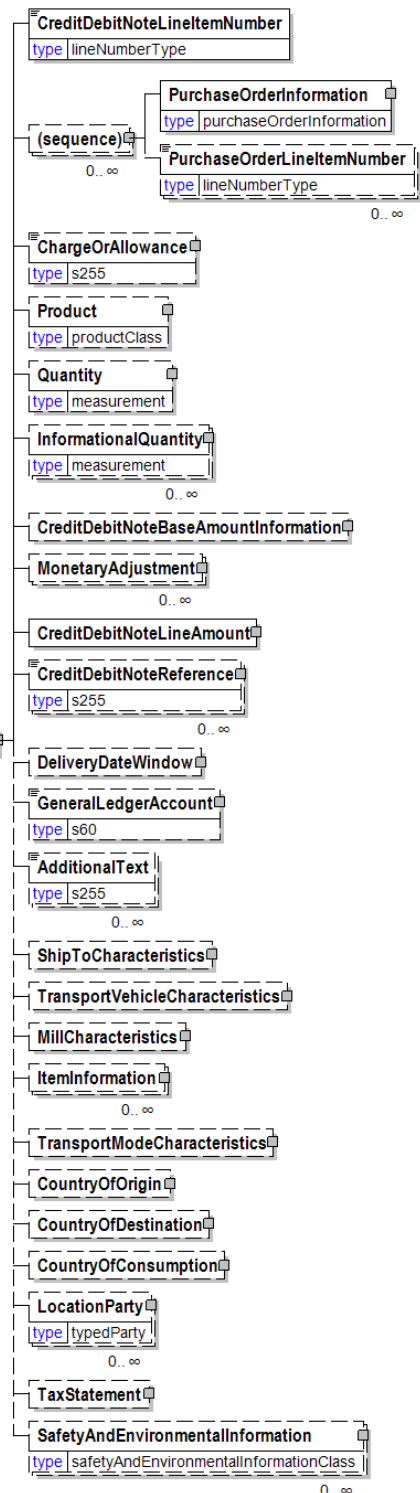 CreditDebitNoteLineItemNumber
type lineNumberType
PurchaseOrderInformation
type purchaseOrderInformation
(sequence)
0.. ∞
PurchaseOrderLineItemNumber
type lineNumberType
0.. ∞
ChargeOrAllowance
type s255
Product
type productClass
Quantity
type measurement
InformationalQuantity
type measurement
0.. ∞
CreditDebitNoteBaseAmountInformation
MonetaryAdjustment
0.. ∞
CreditDebitNoteLineAmount
CreditDebitNoteReference
type s255
0.. ∞
DeliveryDateWindow
GeneralLedgerAccount
type s60
AdditionalText
type s255
0.. ∞
ShipToCharacteristics
TransportVehicleCharacteristics
MillCharacteristics
ItemInformation
0.. ∞
TransportModeCharacteristics
CountryOfOrigin
CountryOfDestination
CountryOfConsumption
LocationParty
type typedParty
0.. ∞
TaxStatement
SafetyAndEnvironmentalInformation
type safetyAndEnvironmentalInformationClass
0.. ∞